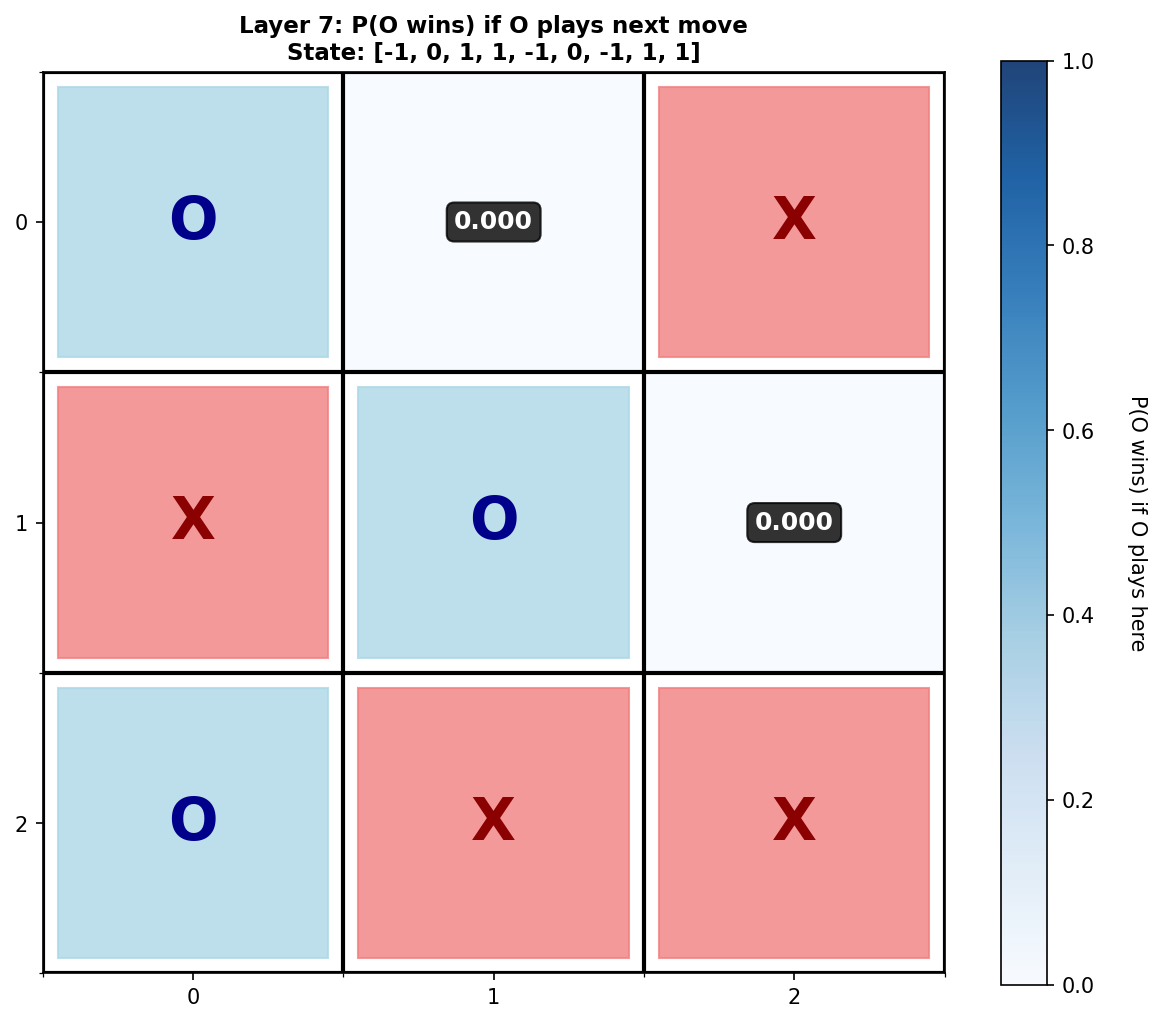 Layer 7: P(O wins) if O plays next move
State: [-1, 0, 1, 1, -1, 0, -1, 1, 1]
0
O
0.000
X
1
X
O
0.000
2
O
X
X
0
1
2
1.0
0.8
0.6
0.4
0.2
0.0
P(O wins) if O plays here